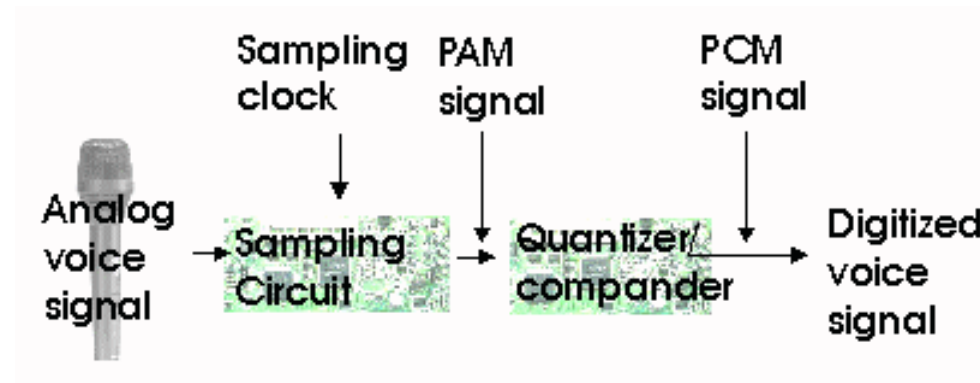 Sampling
clock
PAM
signal
PCM
signal
Analog
voice
signal
Sampling
Circuit
Quantizer/
compander
Digitized
voice
signal